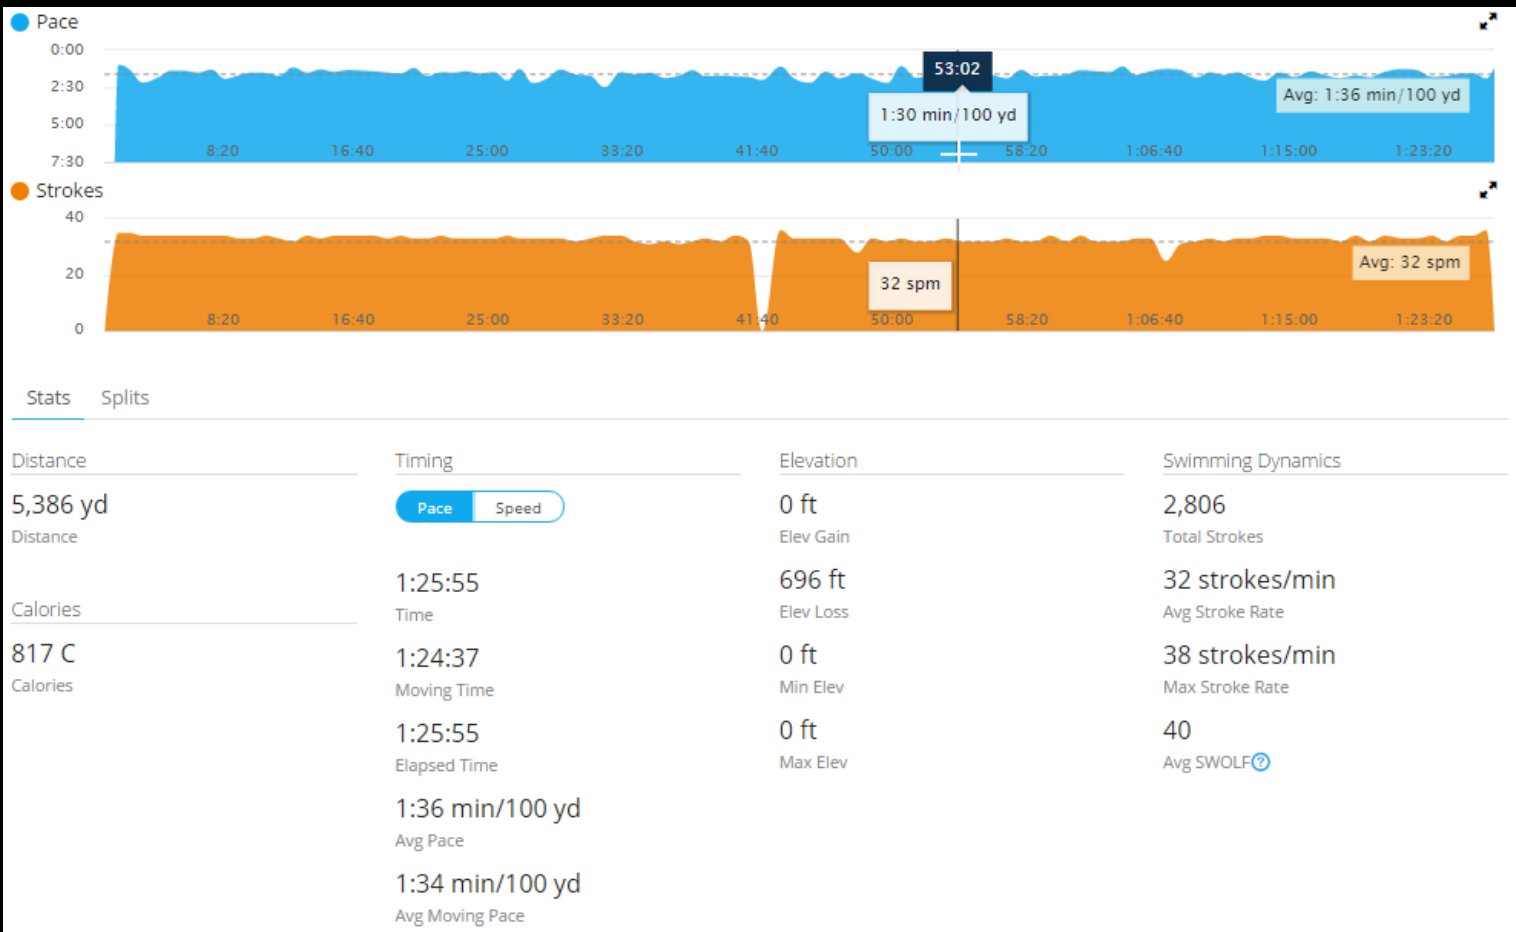 Pace
0:00
2:30
5:00
7:30
53:02
1:30 min/100 yd
Avg: 1:36 min/100 yd
8:20 16:40 25:00 33:20 41:40 50:00 58:20 1:06:40 1:15:00 1:23:20
Strokes
40
20
0
32 spm
Avg: 32 spm
8:20 16:40 25:00 33:20 41:40 50:00 58:20 1:06:40 1:15:00 1:23:20
Stats Splits
Distance
5,386 yd
Distance
Calories
817 C
Calories
Timing
Pace Speed
1:25:55
Time
1:24:37
Moving Time
1:25:55
Elapsed Time
1:36 min/100 yd
Avg Pace
1:34 min/100 yd
Avg Moving Pace
Elevation
0 ft
Elev Gain
696 ft
Elev Loss
0 ft
Min Elev
0 ft
Max Elev
Swimming Dynamics
2,806
Total Strokes
32 strokes/min
Avg Stroke Rate
38 strokes/min
Max Stroke Rate
40
Avg SWOLF?